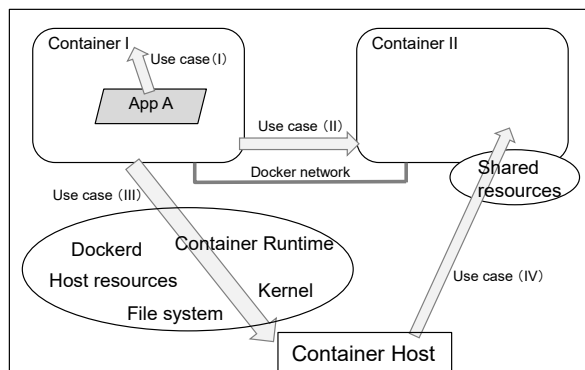 Container I
Container II
Use case（I）
App A
Use case（II）
Docker network
Shared
resources
Use case（III）
Container Runtime
Dockerd
Host resources
Kernel
File system
Use case（IV）
Container Host